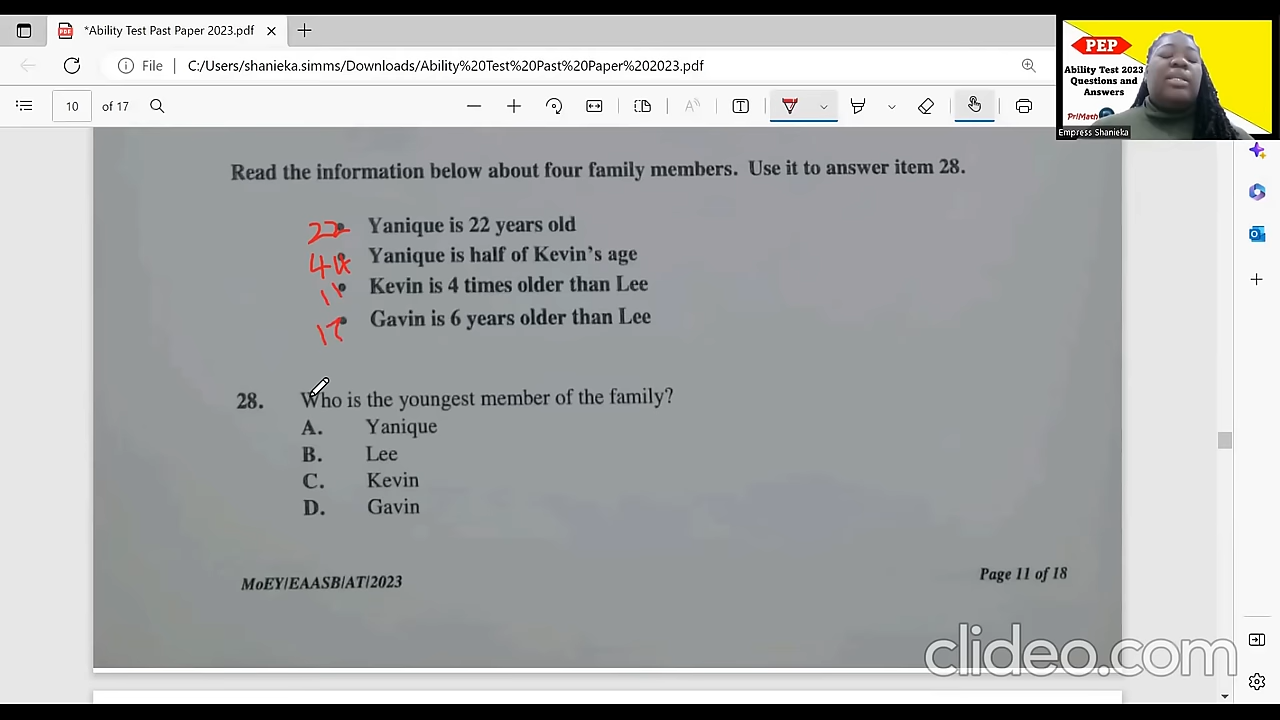 *Ability Test Past Paper 2023.pdf
File
C:/Users/shanieka.simms/Downloads/Ability%20Test%20Past%20Paper%202023.pdf
10 of 17
PEP
Ability Test 2023
Questions and
Answers
PriMath
Empress Shanieka
Read the information below about four family members. Use it to answer item 28.
22 • Yanique is 22 years old
44 • Yanique is half of Kevin's age
11 • Kevin is 4 times older than Lee
17 • Gavin is 6 years older than Lee
28. Who is the youngest member of the family?
A. Yanique
B. Lee
C. Kevin
D. Gavin
MoEY/EAASB/AT/2023
Page 11 of 18
clideo.com